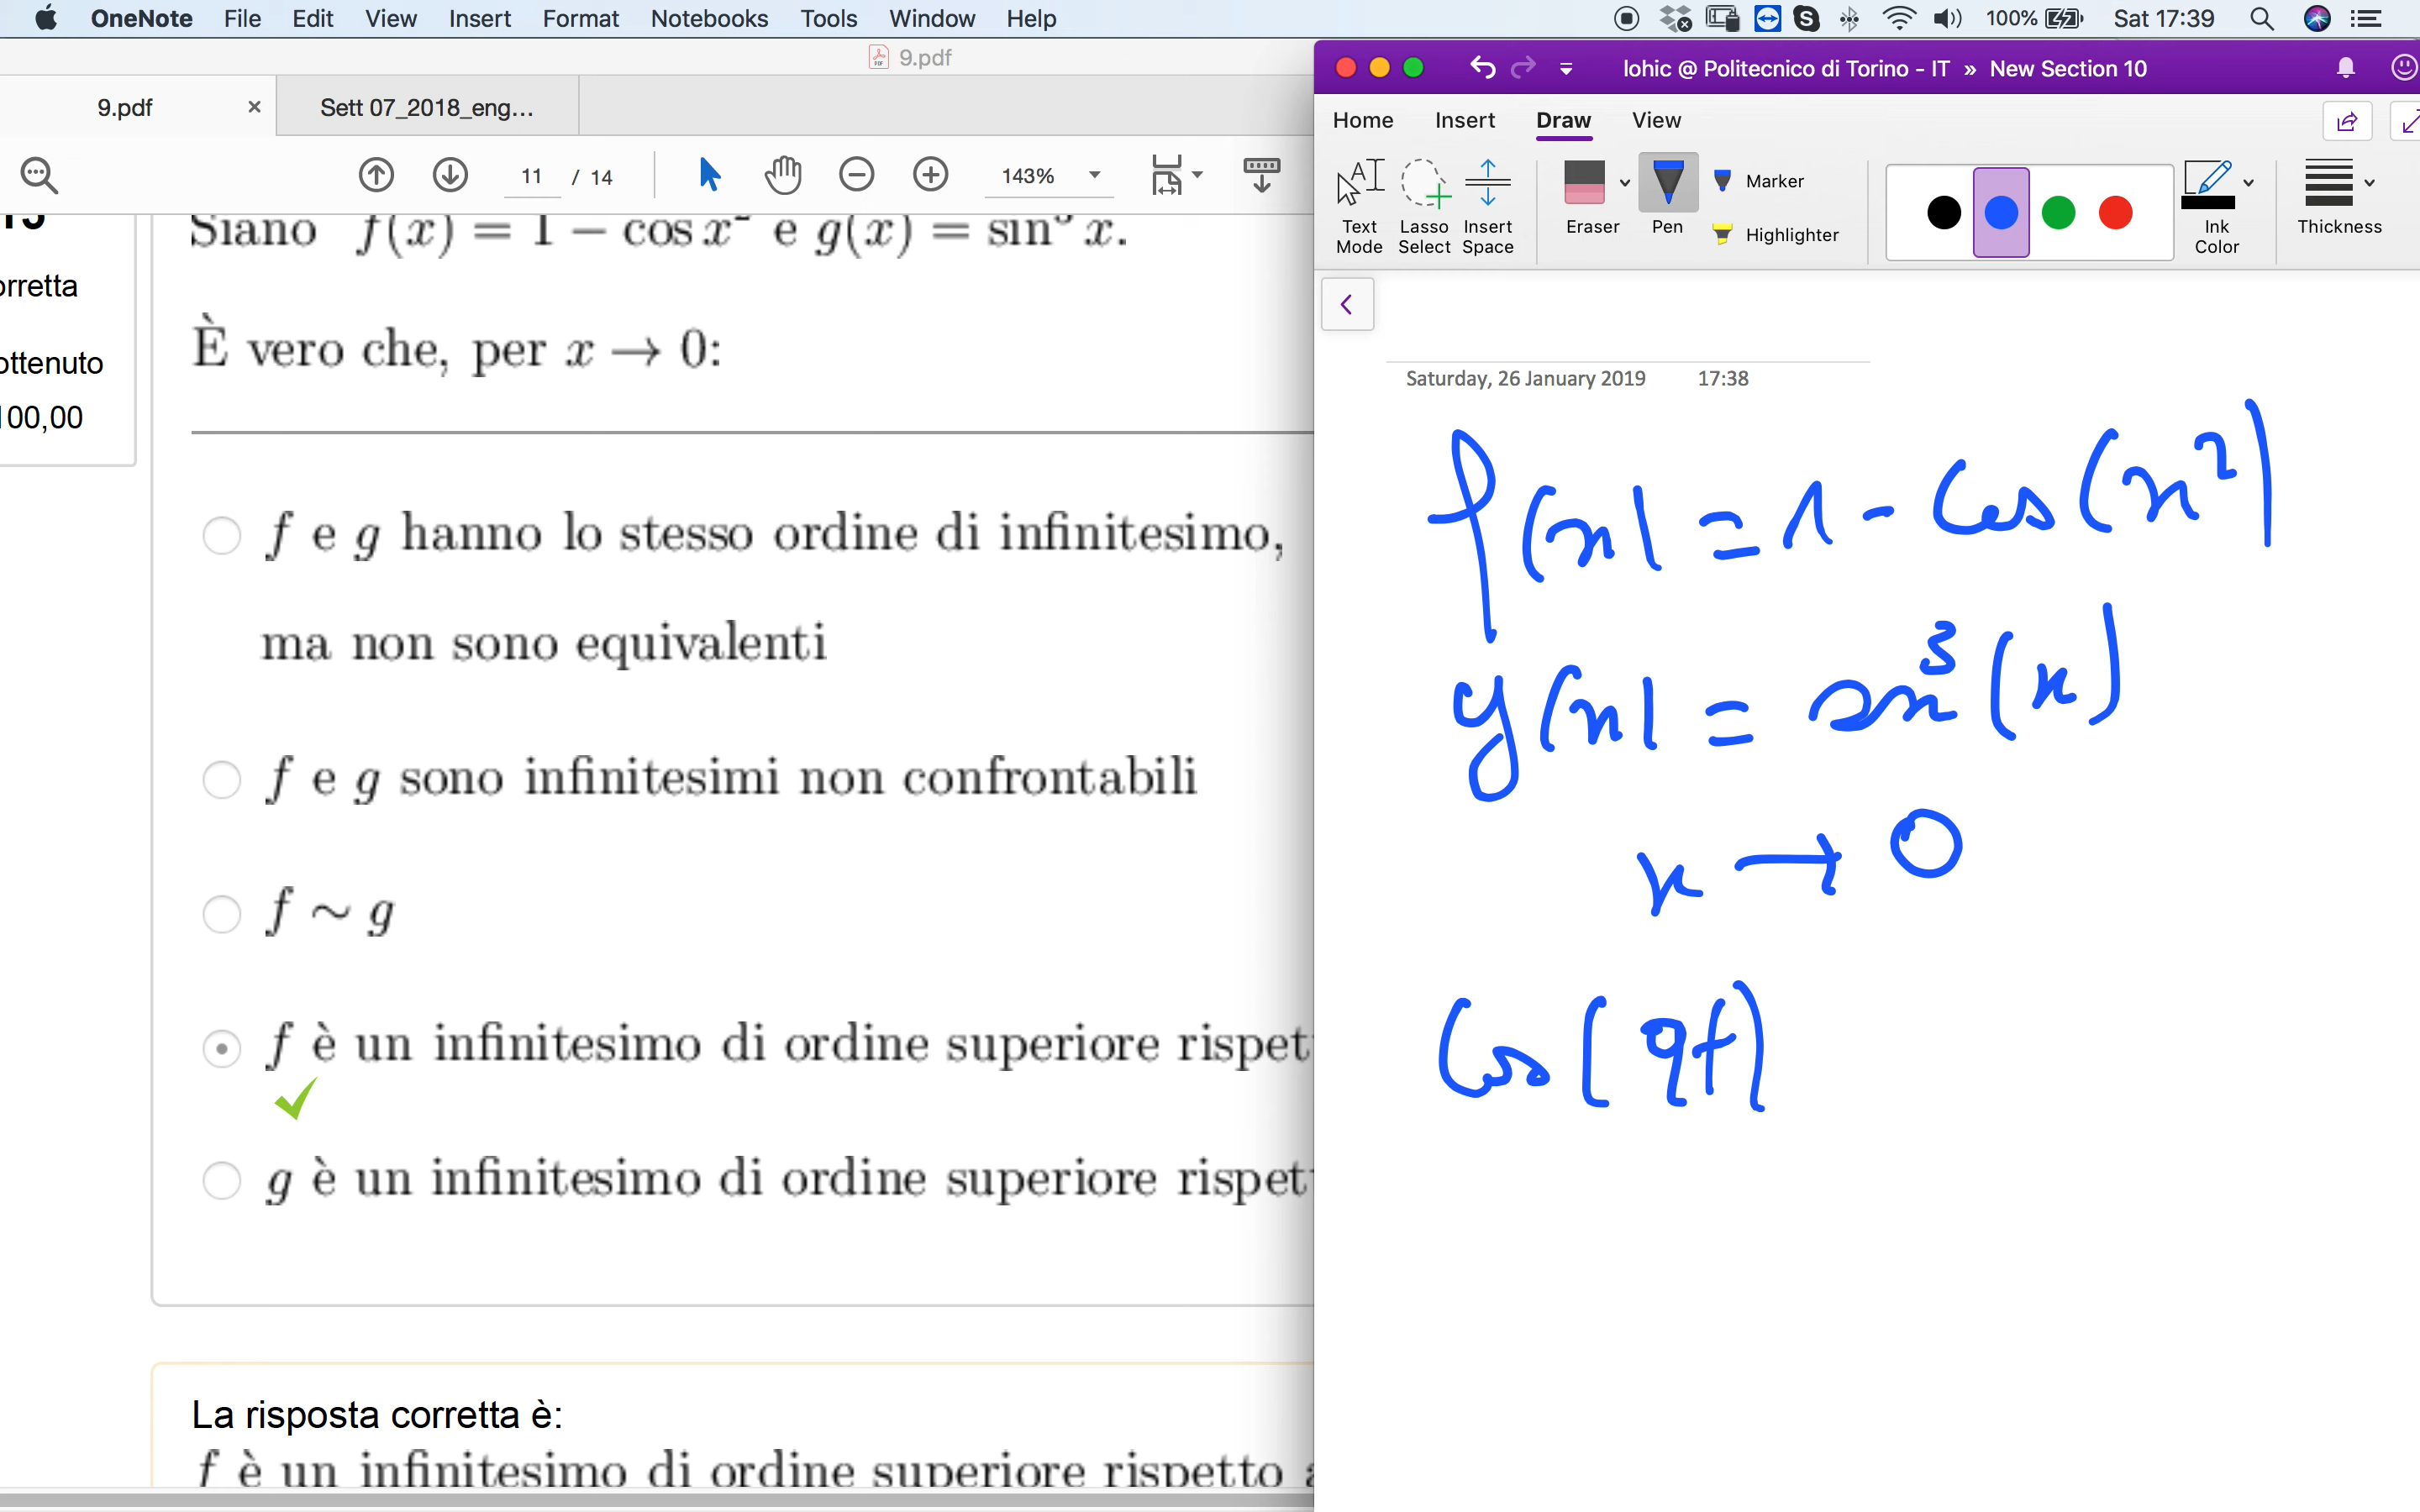 OneNote File Edit View Insert Format Notebooks Tools Window Help 100% Sat 17:39
9.pdf
9.pdf × Sett 07_2018_eng...
11 / 14 143%
Siano f(x) = 1 − cos x² e g(x) = sin³ x.
orretta
È vero che, per x → 0:
ottenuto
100,00
f e g hanno lo stesso ordine di infinitesimo,
ma non sono equivalenti
f e g sono infinitesimi non confrontabili
f ∼ g
f è un infinitesimo di ordine superiore rispet
g è un infinitesimo di ordine superiore rispet
La risposta corretta è:
f è un infinitesimo di ordine superiore rispetto a
Iohic @ Politecnico di Torino - IT » New Section 10
Home Insert Draw View
Text Mode Lasso Select Insert Space Eraser Pen Marker Highlighter Ink Color Thickness
Saturday, 26 January 2019 17:38
f(x) = 1 - Cos(x²)
g(x) = sin³(x)
x → 0